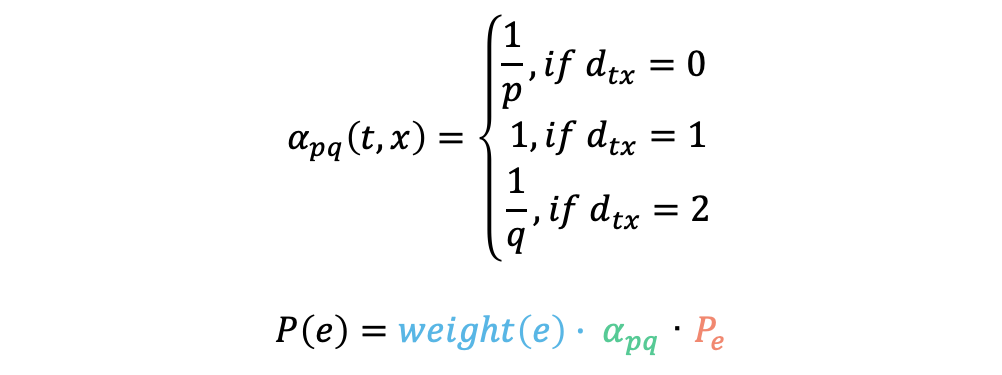 1/p, if d_tx = 0
α_pq(t, x) = { 1, if d_tx = 1
1/q, if d_tx = 2
P(e) = weight(e) · α_pq · P_e